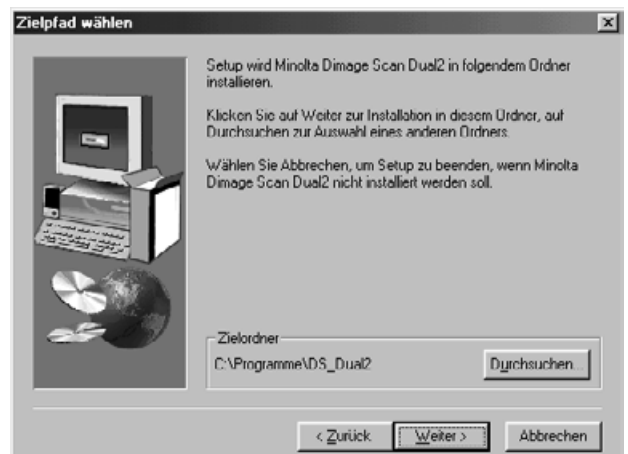 Zielpfad wählen
Setup wird Minolta Dimage Scan Dual2 in folgendem Ordner
installieren.
Klicken Sie auf Weiter zur Installation in diesem Ordner, auf
Durchsuchen zur Auswahl eines anderen Ordners.
Wählen Sie Abbrechen, um Setup zu beenden, wenn Minolta
Dimage Scan Dual2 nicht installiert werden soll.
Zielordner
C:\Programme\DS_Dual2
Durchsuchen...
< Zurück
Weiter >
Abbrechen